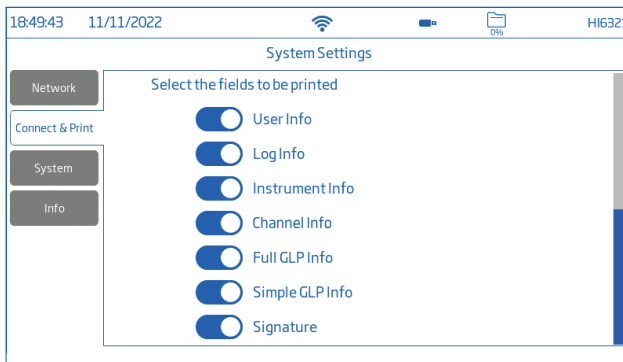 18:49:43 11/11/2022 0% HI632
System Settings
Network
Connect & Print
System
Info
Select the fields to be printed
User Info
Log Info
Instrument Info
Channel Info
Full GLP Info
Simple GLP Info
Signature